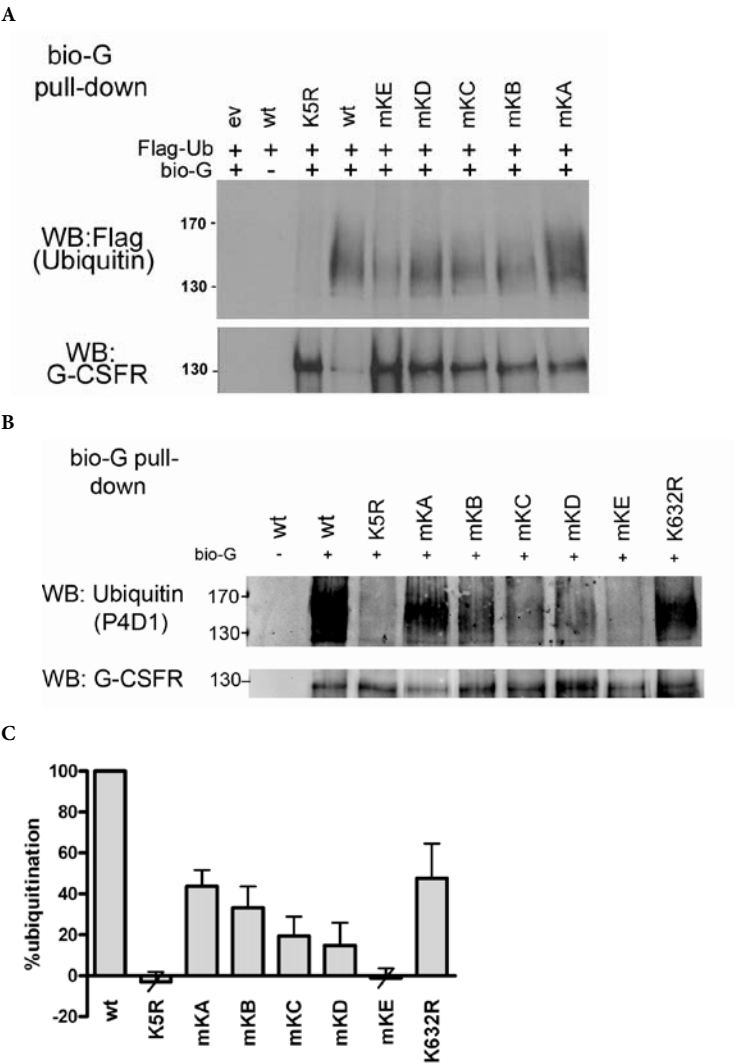 A
bio-G
pull-down
ev wt K5R wt mKE mKD mKC mKB mKA
Flag-Ub + + + + + + + + +
bio-G + - + + + + + + +
WB:Flag
(Ubiquitin)
170 -
130 -
WB:
G-CSFR
130 -
B
bio-G pull-
down
wt wt K5R mKA mKB mKC mKD mKE K632R
bio-G - + + + + + + + +
WB: Ubiquitin
(P4D1)
170
130
WB: G-CSFR 130
C
%ubiquitination
100
80
60
40
20
0
-20
wt K5R mKA mKB mKC mKD mKE K632R